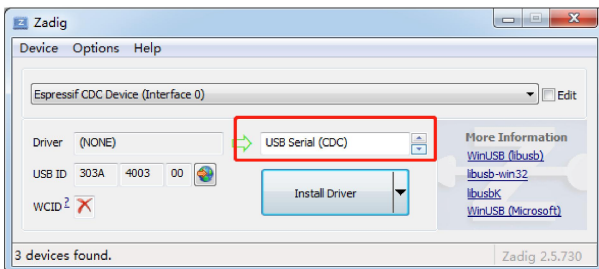 Zadig
Device Options Help
Espressif CDC Device (Interface 0)
Edit
Driver (NONE) USB Serial (CDC)
More Information
WinUSB (libusb)
USB ID 303A 4003 00
libusb-win32
Install Driver
libusbK
WCID ?
WinUSB (Microsoft)
3 devices found.
Zadig 2.5.730